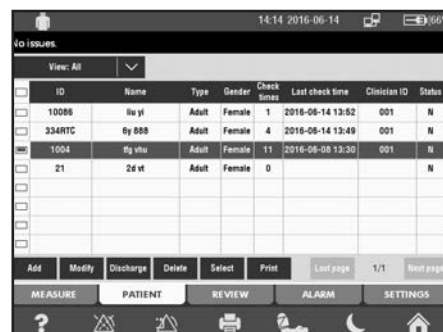 14:14 2016-06-14 66%
No issues.
View: All
ID Name Type Gender Check times Last check time Clinician ID Status
10086 liu yi Adult Female 1 2016-06-14 13:52 001 N
334RTC 6y 888 Adult Female 4 2016-06-14 13:49 001 N
1004 tfg vhu Adult Female 11 2016-06-08 13:30 001 N
21 2d vt Adult Female 0 N
Add Modify Discharge Delete Select Print Last page 1/1 Next page
MEASURE PATIENT REVIEW ALARM SETTINGS
?